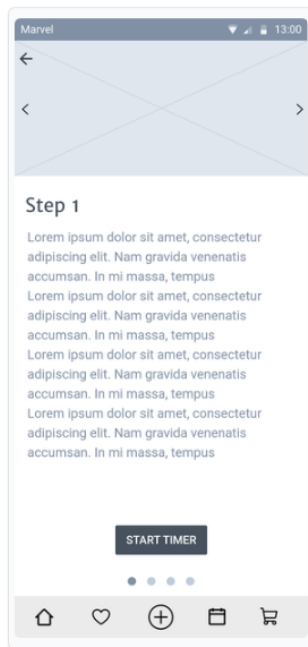 Marvel 13:00
Step 1
Lorem ipsum dolor sit amet, consectetur
adipiscing elit. Nam gravida venenatis
accumsan. In mi massa, tempus
Lorem ipsum dolor sit amet, consectetur
adipiscing elit. Nam gravida venenatis
accumsan. In mi massa, tempus
Lorem ipsum dolor sit amet, consectetur
adipiscing elit. Nam gravida venenatis
accumsan. In mi massa, tempus
Lorem ipsum dolor sit amet, consectetur
adipiscing elit. Nam gravida venenatis
accumsan. In mi massa, tempus
START TIMER